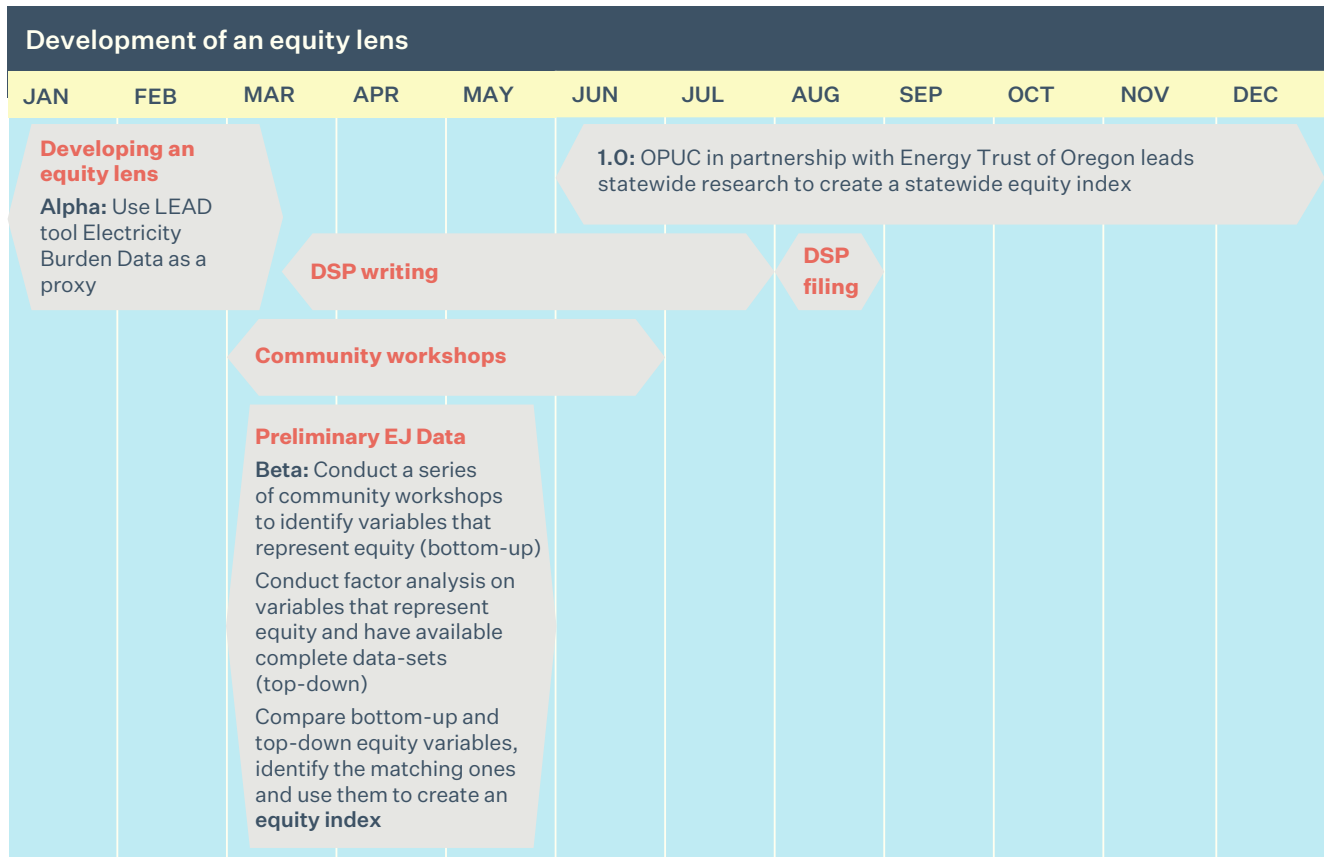 Development of an equity lens
JAN FEB MAR APR MAY JUN JUL AUG SEP OCT NOV DEC
Developing an
equity lens
Alpha: Use LEAD
tool Electricity
Burden Data as a
proxy
1.0: OPUC in partnership with Energy Trust of Oregon leads
statewide research to create a statewide equity index
DSP writing
DSP
filing
Community workshops
Preliminary EJ Data
Beta: Conduct a series
of community workshops
to identify variables that
represent equity (bottom-up)
Conduct factor analysis on
variables that represent
equity and have available
complete data-sets
(top-down)
Compare bottom-up and
top-down equity variables,
identify the matching ones
and use them to create an
equity index